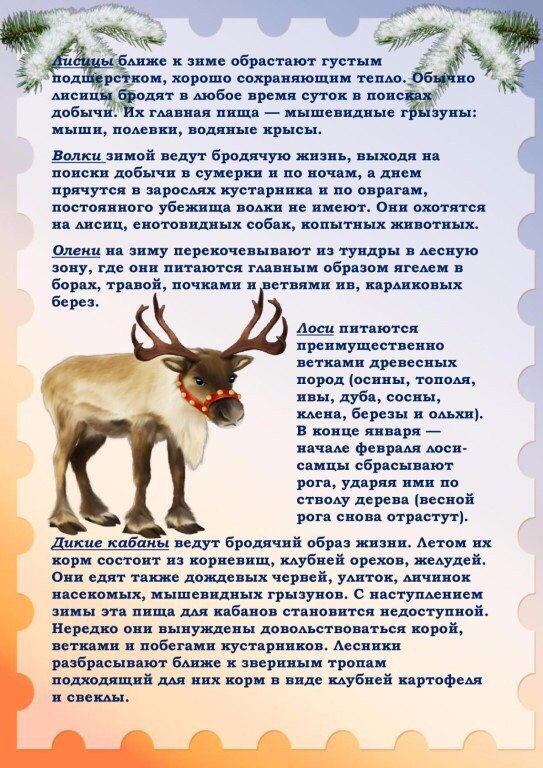 Лисицы ближе к зиме обрастают густым
подшерстком, хорошо сохраняющим тепло. Обычно
лисицы бродят в любое время суток в поисках
добычи. Их главная пища — мышевидные грызуны:
мыши, полевки, водяные крысы.
Волки зимой ведут бродячую жизнь, выходя на
поиски добычи в сумерки и по ночам, а днем
прячутся в зарослях кустарника и по оврагам,
постоянного убежища волки не имеют. Они охотятся
на лисиц, енотовидных собак, копытных животных.
Олени на зиму перекочевывают из тундры в лесную
зону, где они питаются главным образом ягелем в
борах, травой, почками и ветвями ив, карликовых
берез.
Лоси питаются
преимущественно
ветками древесных
пород (осины, тополя,
ивы, дуба, сосны,
клена, березы и ольхи).
В конце января —
начале февраля лоси-
самцы сбрасывают
рога, ударяя ими по
стволу дерева (весной
рога снова отрастут).
Дикие кабаны ведут бродячий образ жизни. Летом их
корм состоит из корневищ, клубней орехов, желудей.
Они едят также дождевых червей, улиток, личинок
насекомых, мышевидных грызунов. С наступлением
зимы эта пища для кабанов становится недоступной.
Нередко они вынуждены довольствоваться корой,
ветками и побегами кустарников. Лесники
разбрасывают ближе к звериным тропам
подходящий для них корм в виде клубней картофеля
и свеклы.